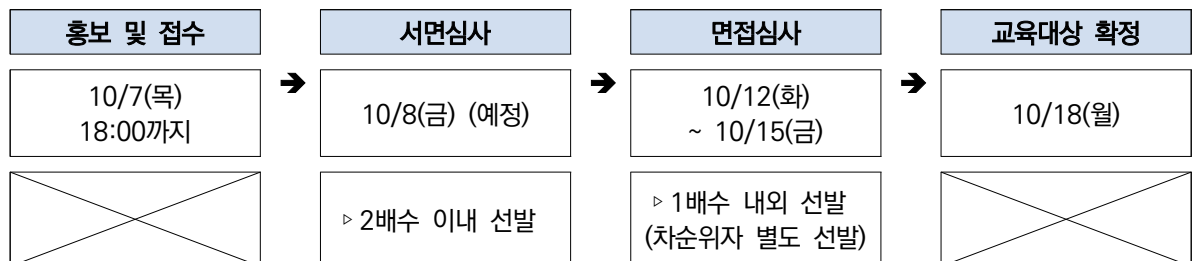 홍보 및 접수
서면심사
면접심사
교육대상 확정
10/7(목)
18:00까지
➔
10/8(금) (예정)
➔
10/12(화)
~ 10/15(금)
➔
10/18(월)
▹2배수 이내 선발
▹1배수 내외 선발
(차순위자 별도 선발)